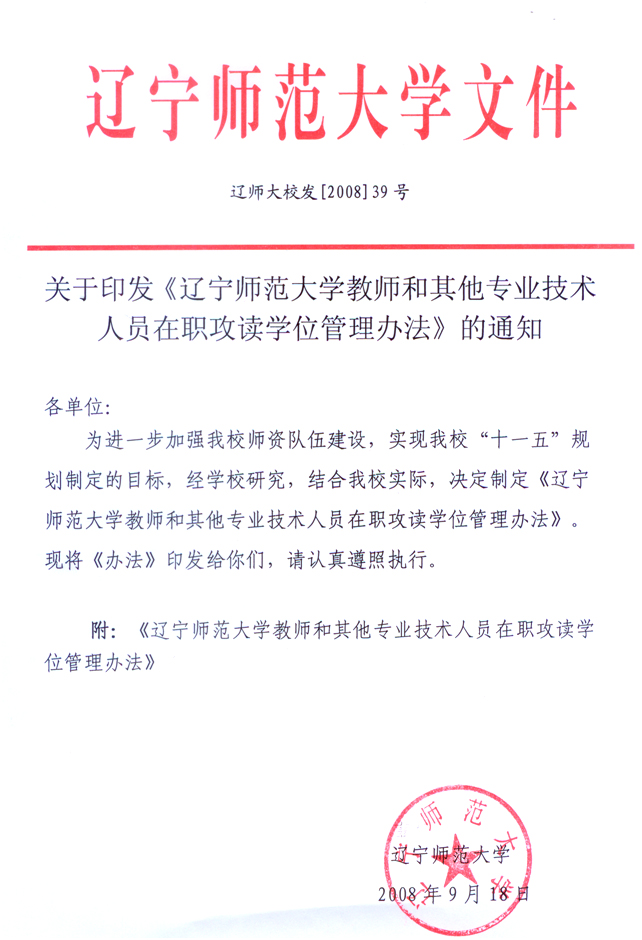 辽宁师范大学文件
辽师大校发[2008]39号
关于印发《辽宁师范大学教师和其他专业技术
人员在职攻读学位管理办法》的通知
各单位：
为进一步加强我校师资队伍建设，实现我校“十一五”规
划制定的目标，经学校研究，结合我校实际，决定制定《辽宁
师范大学教师和其他专业技术人员在职攻读学位管理办法》。
现将《办法》印发给你们，请认真遵照执行。
附：《辽宁师范大学教师和其他专业技术人员在职攻读学
位管理办法》
辽宁师范大学
辽宁师范大学
2008年9月18日